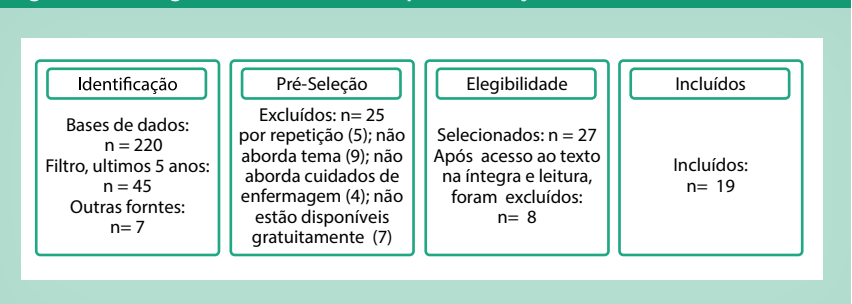 Identificação
Bases de dados:
n = 220
Filtro, ultimos 5 anos:
n = 45
Outras forntes:
n= 7
Pré-Seleção
Excluídos: n= 25
por repetição (5); não
aborda tema (9); não
aborda cuidados de
enfermagem (4); não
estão disponíveis
gratuitamente (7)
Elegibilidade
Selecionados: n = 27
Após acesso ao texto
na íntegra e leitura,
foram excluídos:
n= 8
Incluídos
Incluídos:
n= 19